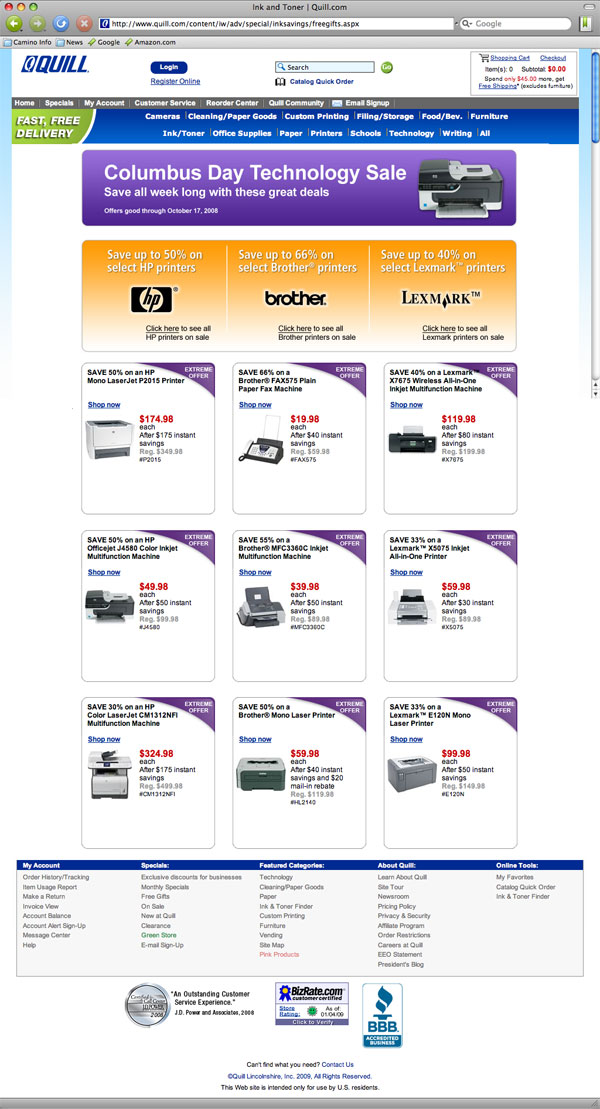 Ink and Toner | Quill.com
http://www.quill.com/content/iw/adv/special/inksavings/freegifts.aspx
Google
Camino Info News Google Amazon.com
QUILL.
Login
Register Online
Search
Go
Catalog Quick Order
Shopping Cart Checkout
Item(s): 0 Subtotal: $0.00
Spend only $45.00 more, get
Free Shipping* (excludes furniture)
Home Specials My Account Customer Service Reorder Center Quill Community Email Signup
FAST, FREE
DELIVERY
Cameras Cleaning/Paper Goods Custom Printing Filing/Storage Food/Bev. Furniture
Ink/Toner Office Supplies Paper Printers Schools Technology Writing All
Columbus Day Technology Sale
Save all week long with these great deals
Offers good through October 17, 2008
Save up to 50% on
select HP printers
hp®
Click here to see all
HP printers on sale
Save up to 66% on
select Brother® printers
brother.
Click here to see all
Brother printers on sale
Save up to 40% on
select Lexmark™ printers
LEXMARK™
Click here to see all
Lexmark printers on sale
EXTREME
OFFER
SAVE 50% on an HP
Mono LaserJet P2015 Printer
Shop now
$174.98
each
After $175 instant
savings
Reg. $349.98
#P2015
EXTREME
OFFER
SAVE 66% on a
Brother® FAX575 Plain
Paper Fax Machine
Shop now
$19.98
each
After $40 instant
savings
Reg. $59.98
#FAX575
EXTREME
OFFER
SAVE 40% on a Lexmark™
X7675 Wireless All-in-One
Inkjet Multifunction Machine
Shop now
$119.98
each
After $80 instant
savings
Reg. $199.98
#X7675
EXTREME
OFFER
SAVE 50% on an HP
Officejet J4580 Color Inkjet
Multifunction Machine
Shop now
$49.98
each
After $50 instant
savings
Reg. $99.98
#J4580
EXTREME
OFFER
SAVE 55% on a
Brother® MFC3360C Inkjet
Multifunction Machine
Shop now
$39.98
each
After $50 instant
savings
Reg. $89.98
#MFC3360C
EXTREME
OFFER
SAVE 33% on a
Lexmark™ X5075 Inkjet
All-in-One Printer
Shop now
$59.98
each
After $30 instant
savings
Reg. $89.98
#X5075
EXTREME
OFFER
SAVE 30% on an HP
Color LaserJet CM1312NFI
Multifunction Machine
Shop now
$324.98
each
After $175 instant
savings
Reg. $499.98
#CM1312NFI
EXTREME
OFFER
SAVE 50% on a
Brother® Mono Laser Printer
Shop now
$59.98
each
After $40 instant
savings and $20
mail-in rebate
Reg. $119.98
#HL2140
EXTREME
OFFER
SAVE 33% on a
Lexmark™ E120N Mono
Laser Printer
Shop now
$99.98
each
After $50 instant
savings
Reg. $149.98
#E120N
My Account
Order History/Tracking
Item Usage Report
Make a Return
Invoice View
Account Balance
Account Alert Sign-Up
Message Center
Help
Specials:
Exclusive discounts for businesses
Monthly Specials
Free Gifts
On Sale
New at Quill
Clearance
Green Store
E-mail Sign-Up
Featured Categories:
Technology
Cleaning/Paper Goods
Paper
Ink & Toner Finder
Custom Printing
Furniture
Vending
Site Map
Pink Products
About Quill:
Learn About Quill
Site Tour
Newsroom
Pricing Policy
Privacy & Security
Affiliate Program
Order Restrictions
Careers at Quill
EEO Statement
President's Blog
Online Tools:
My Favorites
Catalog Quick Order
Ink & Toner Finder
Certified Call Center
J.D. POWER
2008
"An Outstanding Customer
Service Experience."
J.D. Power and Associates, 2008
BizRate.com®
customer certified
Store
Rating:
As of
01/04/09
Click to Verify
BBB.
ACCREDITED
BUSINESS
Can't find what you need? Contact Us
©Quill Lincolnshire, Inc. 2009, All Rights Reserved.
This Web site is intended only for use by U.S. residents.